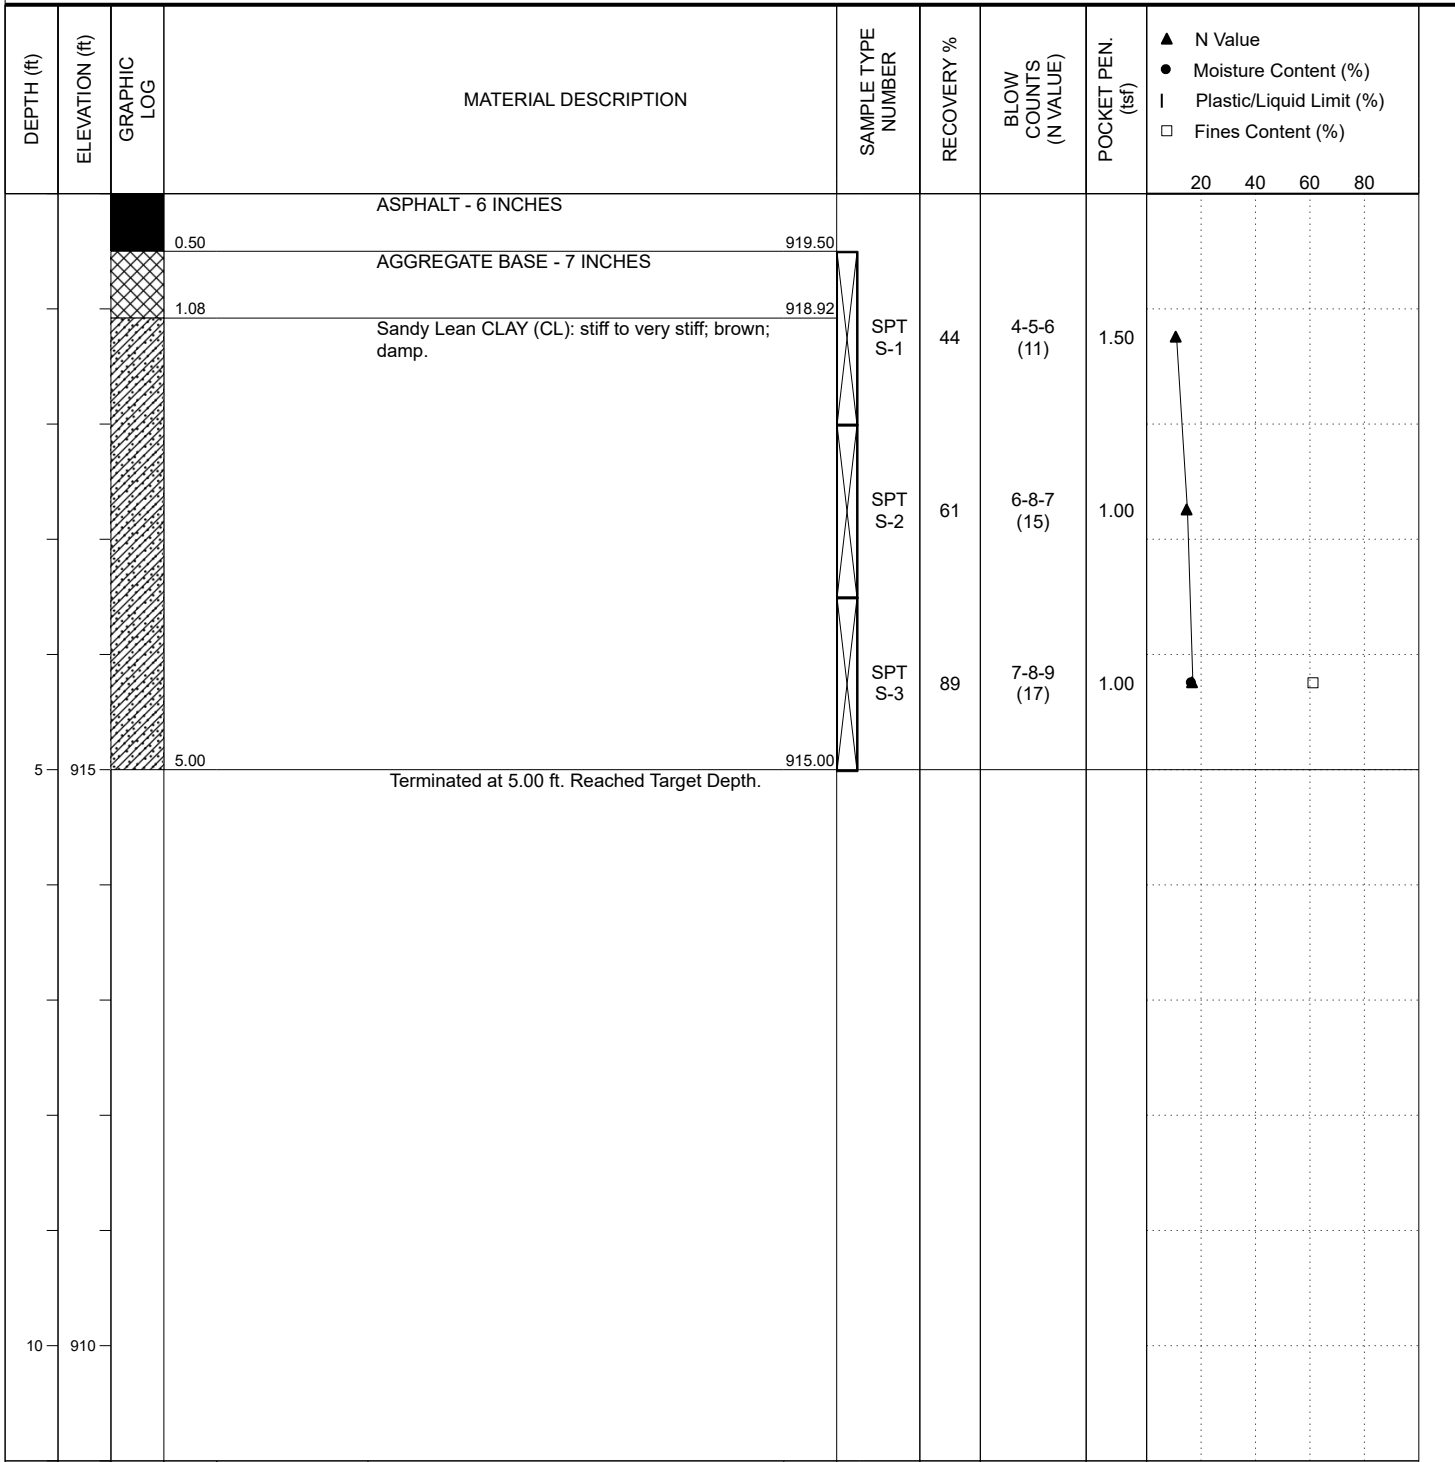 DEPTH (ft)
ELEVATION (ft)
GRAPHIC
LOG
MATERIAL DESCRIPTION
SAMPLE TYPE
NUMBER
RECOVERY %
BLOW
COUNTS
(N VALUE)
POCKET PEN.
(tsf)
N Value
Moisture Content (%)
Plastic/Liquid Limit (%)
Fines Content (%)
20 40 60 80
ASPHALT - 6 INCHES
0.50 919.50
AGGREGATE BASE - 7 INCHES
1.08 918.92
Sandy Lean CLAY (CL): stiff to very stiff; brown;
damp.
SPT
S-1
44
4-5-6
(11)
1.50
SPT
S-2
61
6-8-7
(15)
1.00
SPT
S-3
89
7-8-9
(17)
1.00
5 915 5.00 915.00
Terminated at 5.00 ft. Reached Target Depth.
10 910